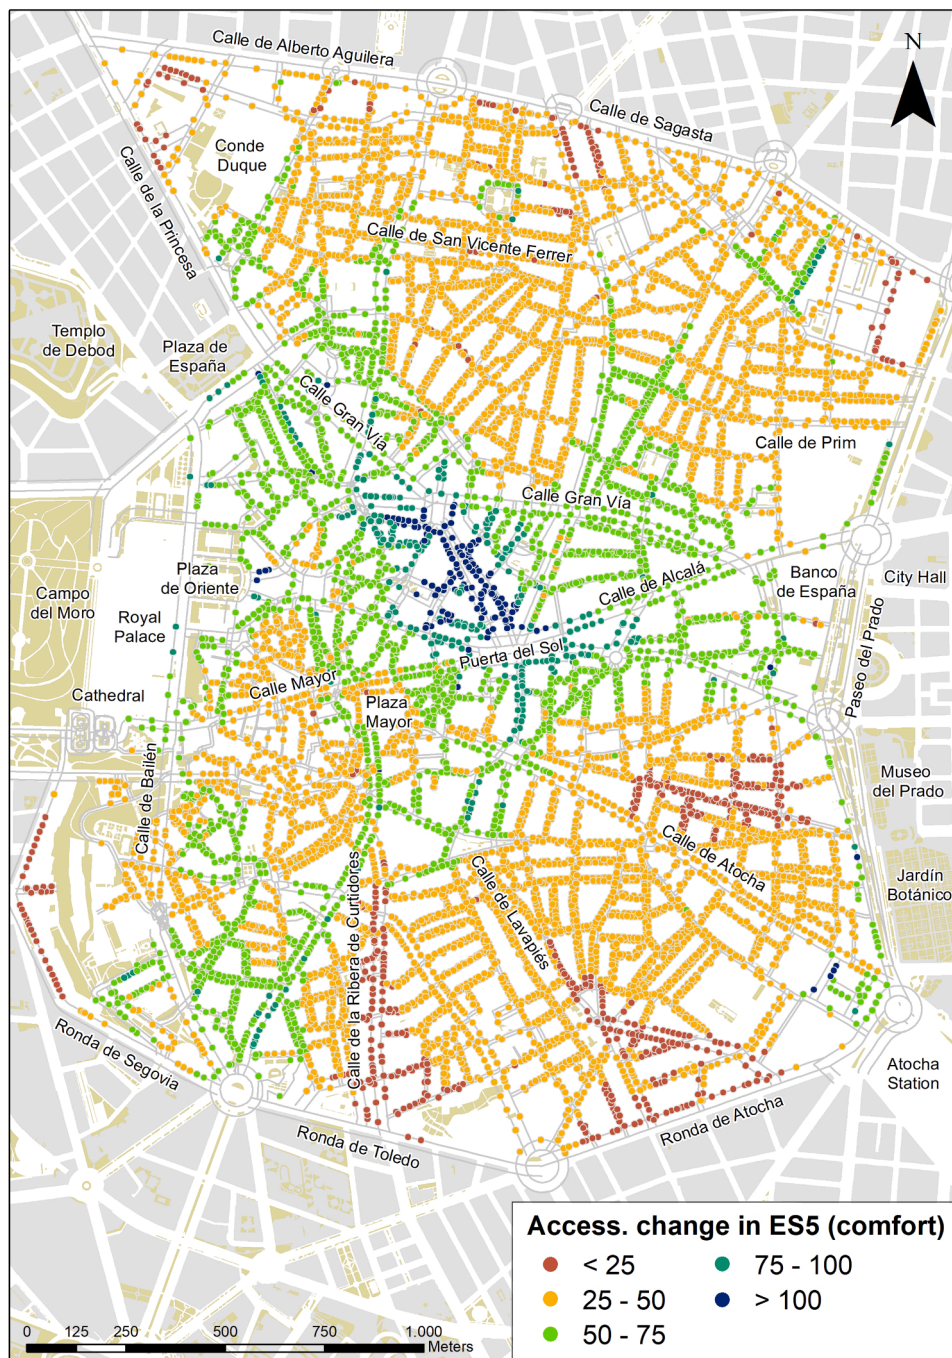 Calle de Alberto Aguilera
N
Calle de Sagasta
Conde
Duque
Calle de la Princesa
Calle de San Vicente Ferrer
Templo
de Debod
Plaza de
España
Calle Gran Vía
Calle de Prim
Calle Gran Vía
Plaza
de Oriente
Calle de Alcalá
Banco
de España
City Hall
Campo
del Moro
Royal
Palace
Puerta del Sol
Paseo del Prado
Cathedral
Calle Mayor
Plaza
Mayor
Calle de Bailén
Museo
del Prado
Calle de Atocha
Jardín
Botánico
Calle de Lavapiés
Calle de la Ribera de Curtidores
Ronda de Segovia
Atocha
Station
Ronda de Atocha
Ronda de Toledo
Access. change in ES5 (comfort)
< 25
75 - 100
25 - 50
> 100
50 - 75
0 125 250 500 750 1.000
Meters